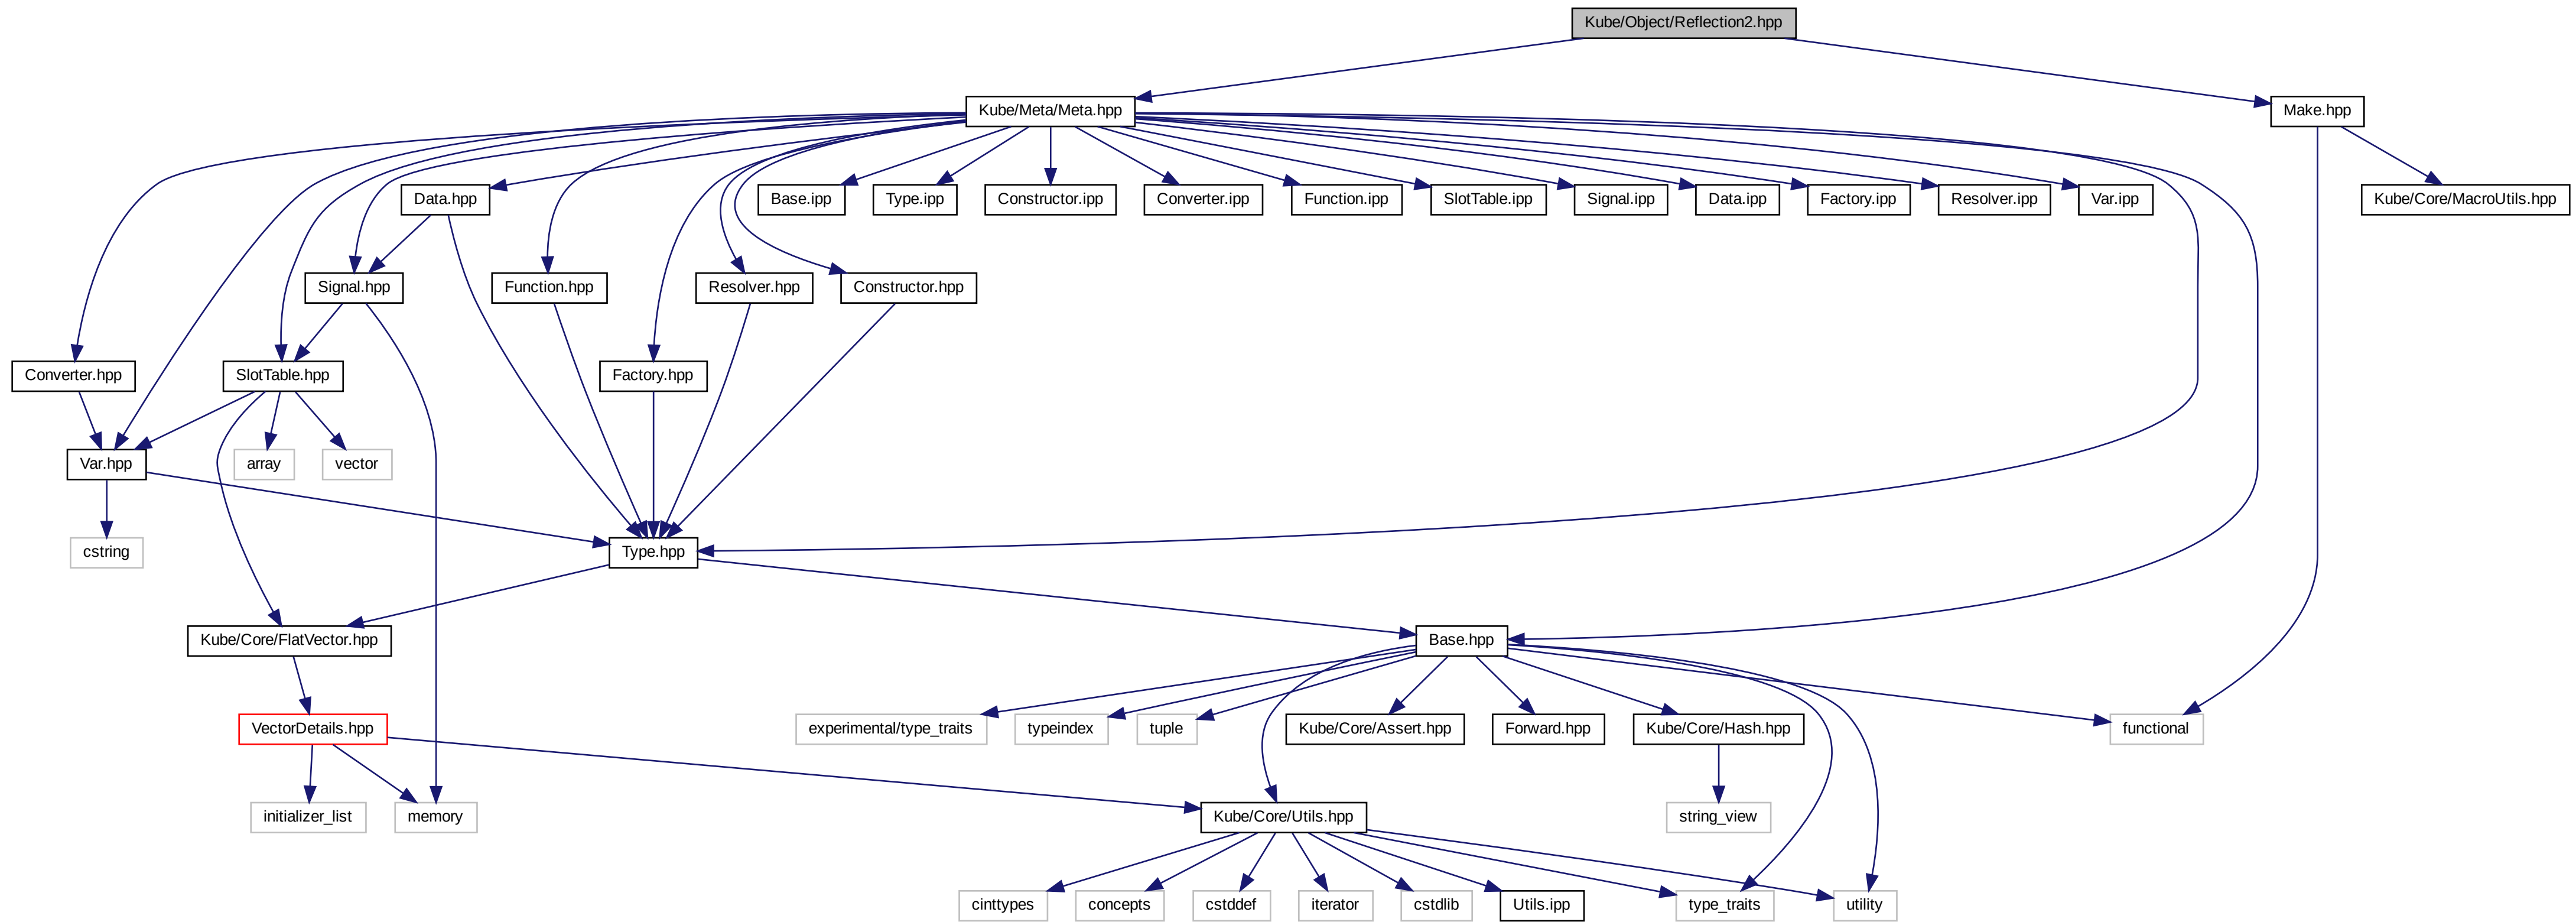 Kube/Object/Reflection2.hpp
Kube/Meta/Meta.hpp
Make.hpp
Data.hpp
Base.ipp
Type.ipp
Constructor.ipp
Converter.ipp
Function.ipp
SlotTable.ipp
Signal.ipp
Data.ipp
Factory.ipp
Resolver.ipp
Var.ipp
Kube/Core/MacroUtils.hpp
Signal.hpp
Function.hpp
Resolver.hpp
Constructor.hpp
Converter.hpp
SlotTable.hpp
Factory.hpp
Var.hpp
array
vector
cstring
Type.hpp
Kube/Core/FlatVector.hpp
Base.hpp
VectorDetails.hpp
experimental/type_traits
typeindex
tuple
Kube/Core/Assert.hpp
Forward.hpp
Kube/Core/Hash.hpp
functional
initializer_list
memory
Kube/Core/Utils.hpp
string_view
cinttypes
concepts
cstddef
iterator
cstdlib
Utils.ipp
type_traits
utility